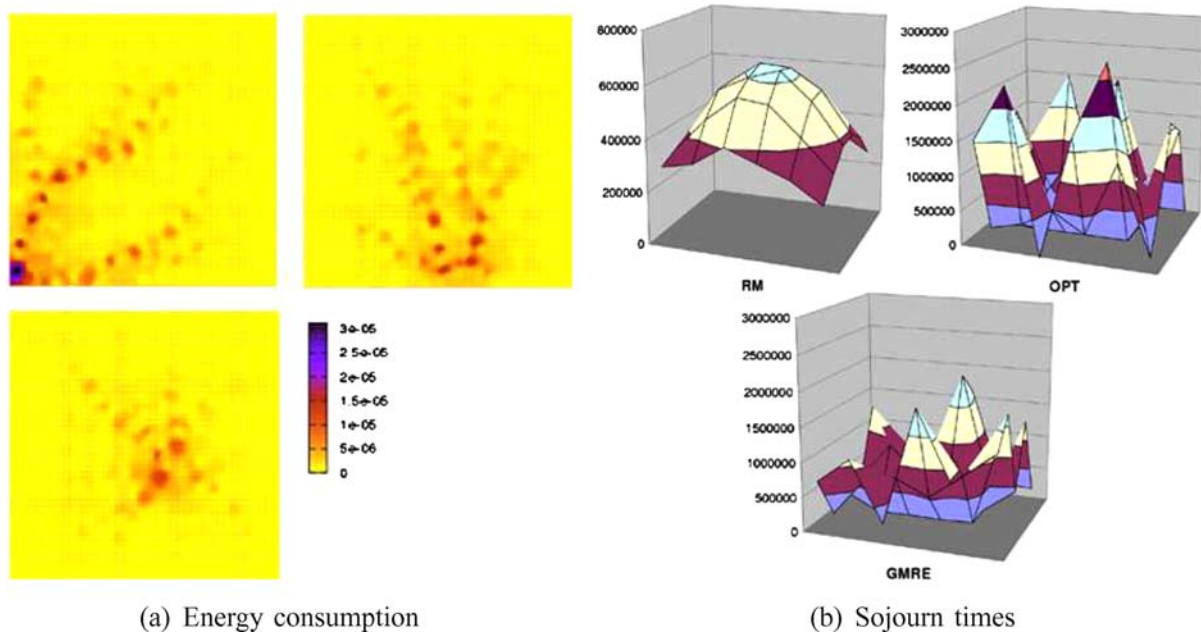 3e-05
2.5e-05
2e-05
1.5e-05
1e-05
5e-06
0
(a) Energy consumption
800000
600000
400000
200000
0
RM
3000000
2500000
2000000
1500000
1000000
500000
0
OPT
3000000
2500000
2000000
1500000
1000000
500000
0
GMRE
(b) Sojourn times